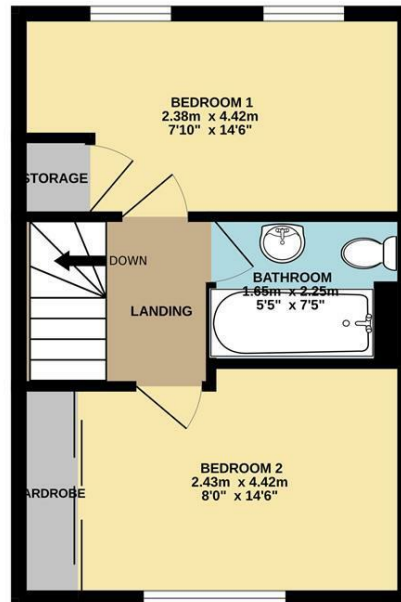 BEDROOM 1
2.38m x 4.42m
7'10" x 14'6"
STORAGE
DOWN
BATHROOM
1.65m x 2.25m
5'5" x 7'5"
LANDING
BEDROOM 2
2.43m x 4.42m
8'0" x 14'6"
ARDROBE